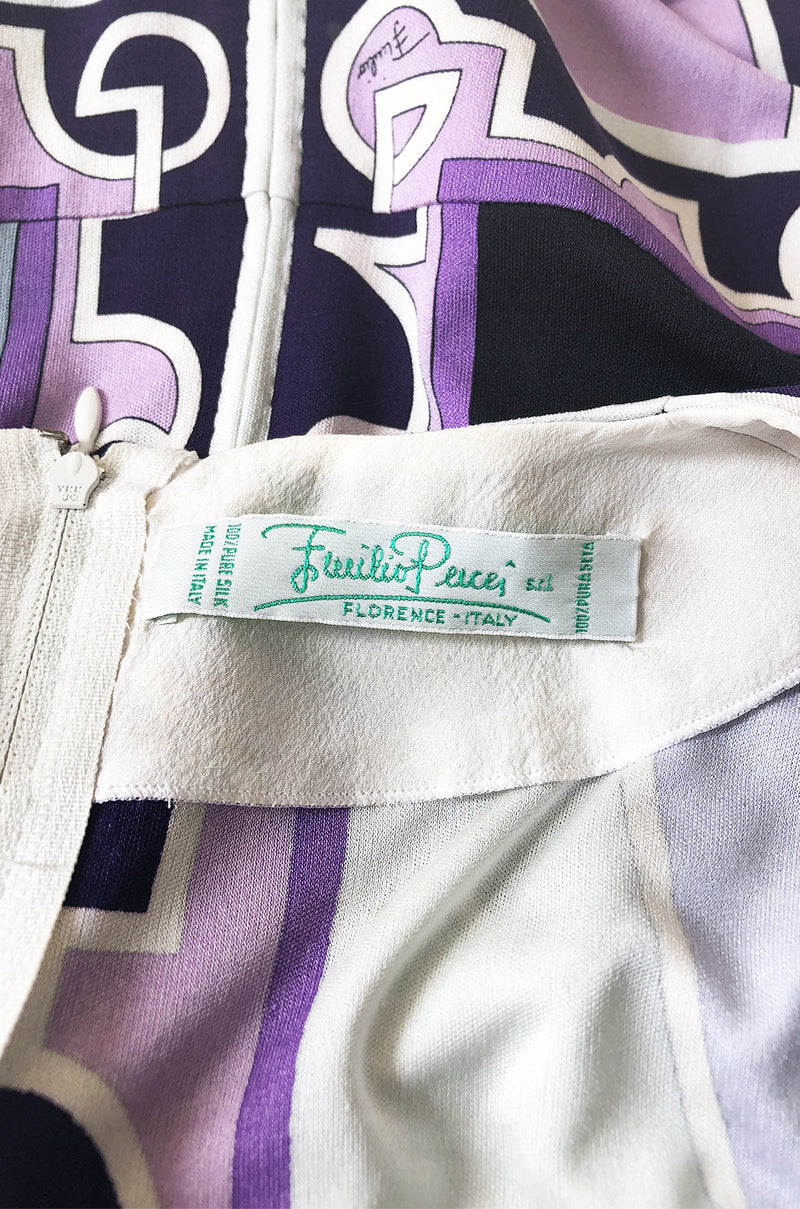 Emilio
YKK
100% PURE SILK
MADE IN ITALY
Emilio Pucci s.r.l
FLORENCE - ITALY
100% PURA SETA